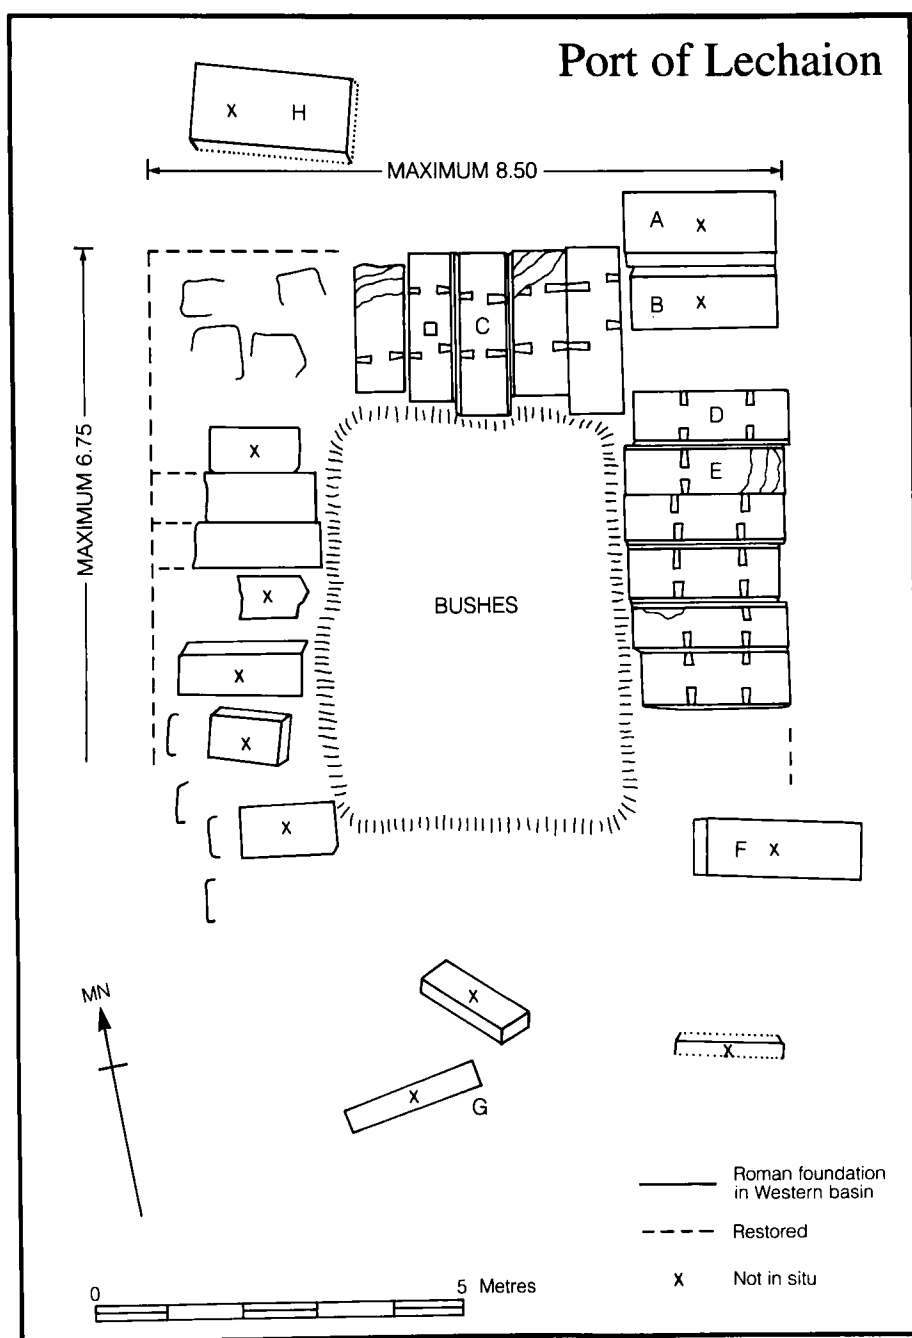 Port of Lechaion
X H
MAXIMUM 8.50
A X
B X
C
D
E
X
MAXIMUM 6.75
X
BUSHES
X
X
X
F X
X
MN
X
X
G
Roman foundation
in Western basin
Restored
X Not in situ
0 5 Metres